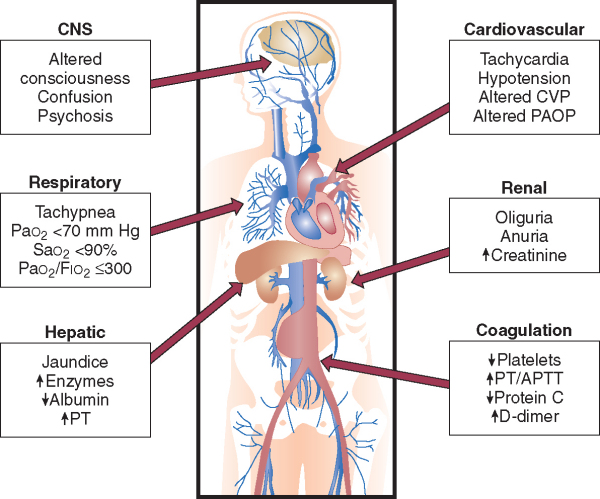 CNS
Altered
consciousness
Confusion
Psychosis
Respiratory
Tachypnea
PaO2 <70 mm Hg
SaO2 <90%
PaO2/FIO2 ≤300
Hepatic
Jaundice
↑Enzymes
↓Albumin
↑PT
Cardiovascular
Tachycardia
Hypotension
Altered CVP
Altered PAOP
Renal
Oliguria
Anuria
↑Creatinine
Coagulation
↓Platelets
↑PT/APTT
↓Protein C
↑D-dimer